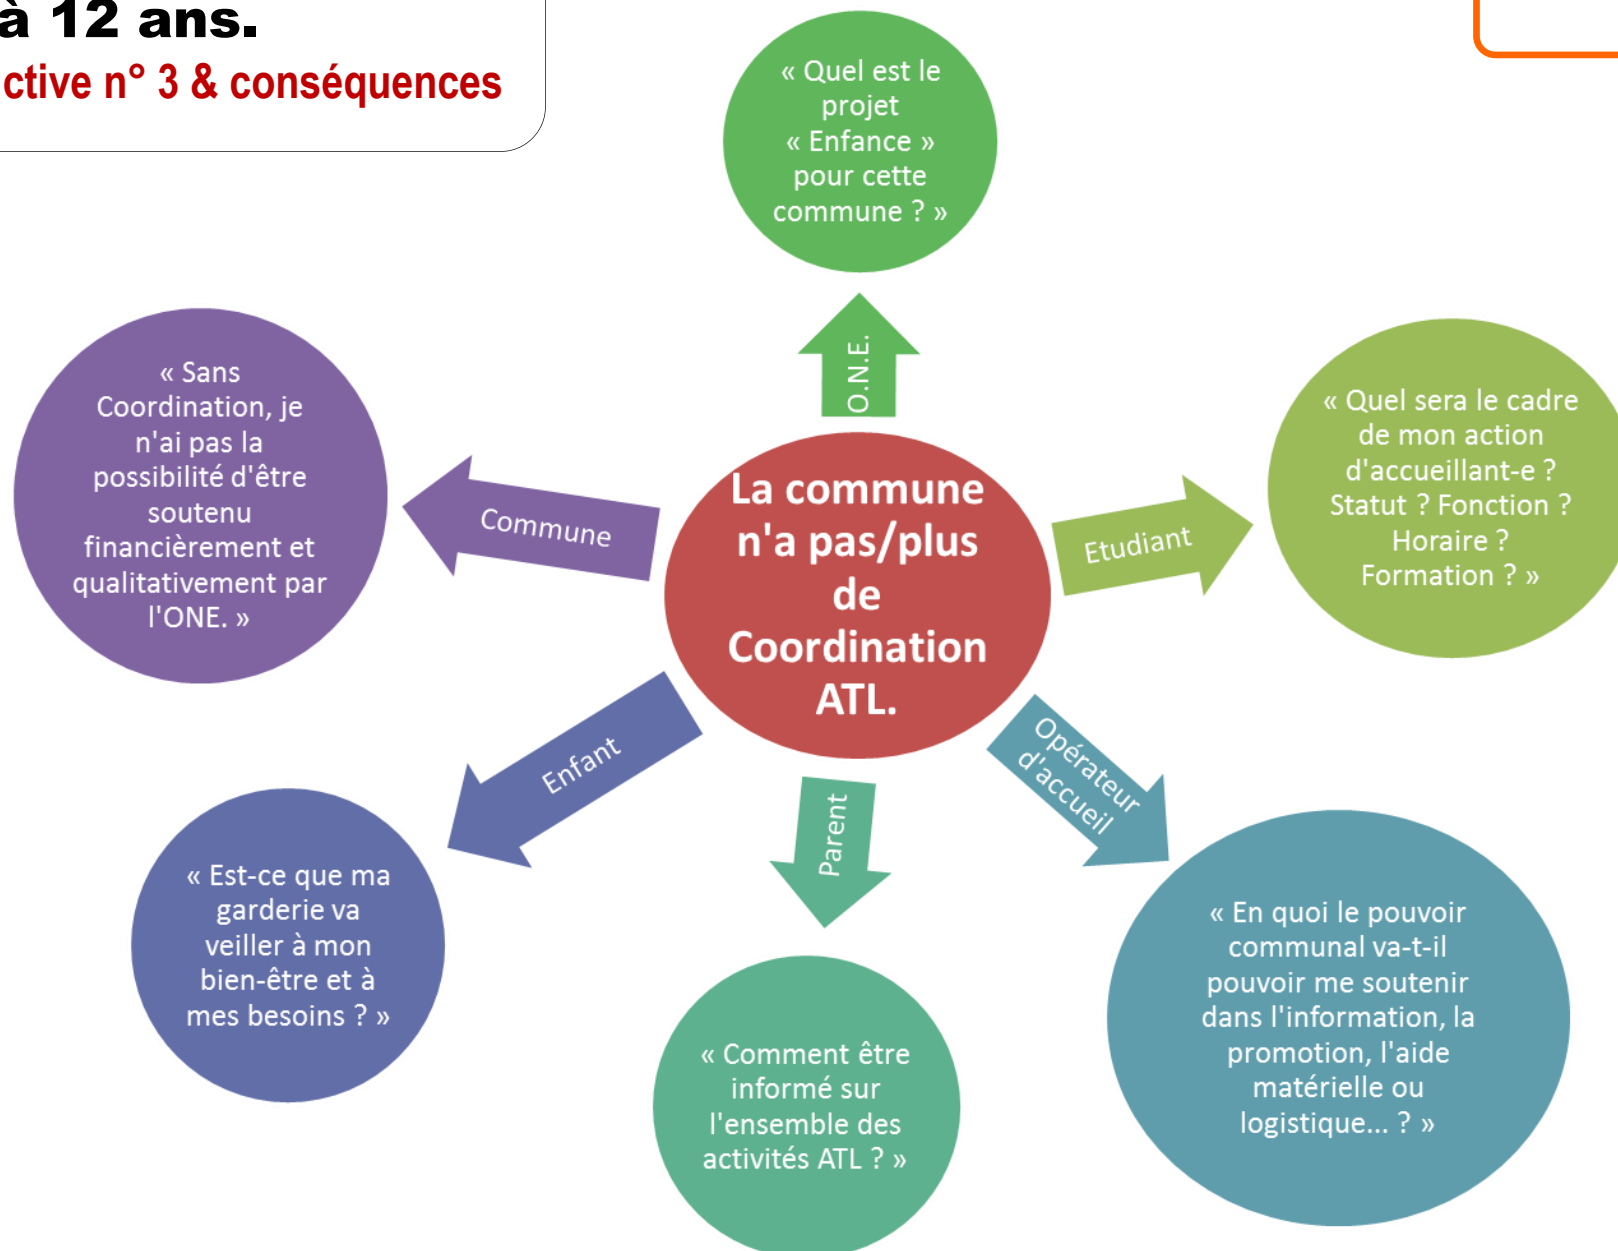 à 12 ans.
ctive n° 3 & conséquences
« Quel est le
projet
« Enfance »
pour cette
commune ? »
O.N.E.
« Sans
Coordination, je
n'ai pas la
possibilité d'être
soutenu
financièrement et
qualitativement par
l'ONE. »
Commune
La commune
n'a pas/plus
de
Coordination
ATL.
Etudiant
« Quel sera le cadre
de mon action
d'accueillant-e ?
Statut ? Fonction ?
Horaire ?
Formation ? »
Enfant
« Est-ce que ma
garderie va
veiller à mon
bien-être et à
mes besoins ? »
Parent
« Comment être
informé sur
l'ensemble des
activités ATL ? »
Opérateur
d'accueil
« En quoi le pouvoir
communal va-t-il
pouvoir me soutenir
dans l'information, la
promotion, l'aide
matérielle ou
logistique... ? »